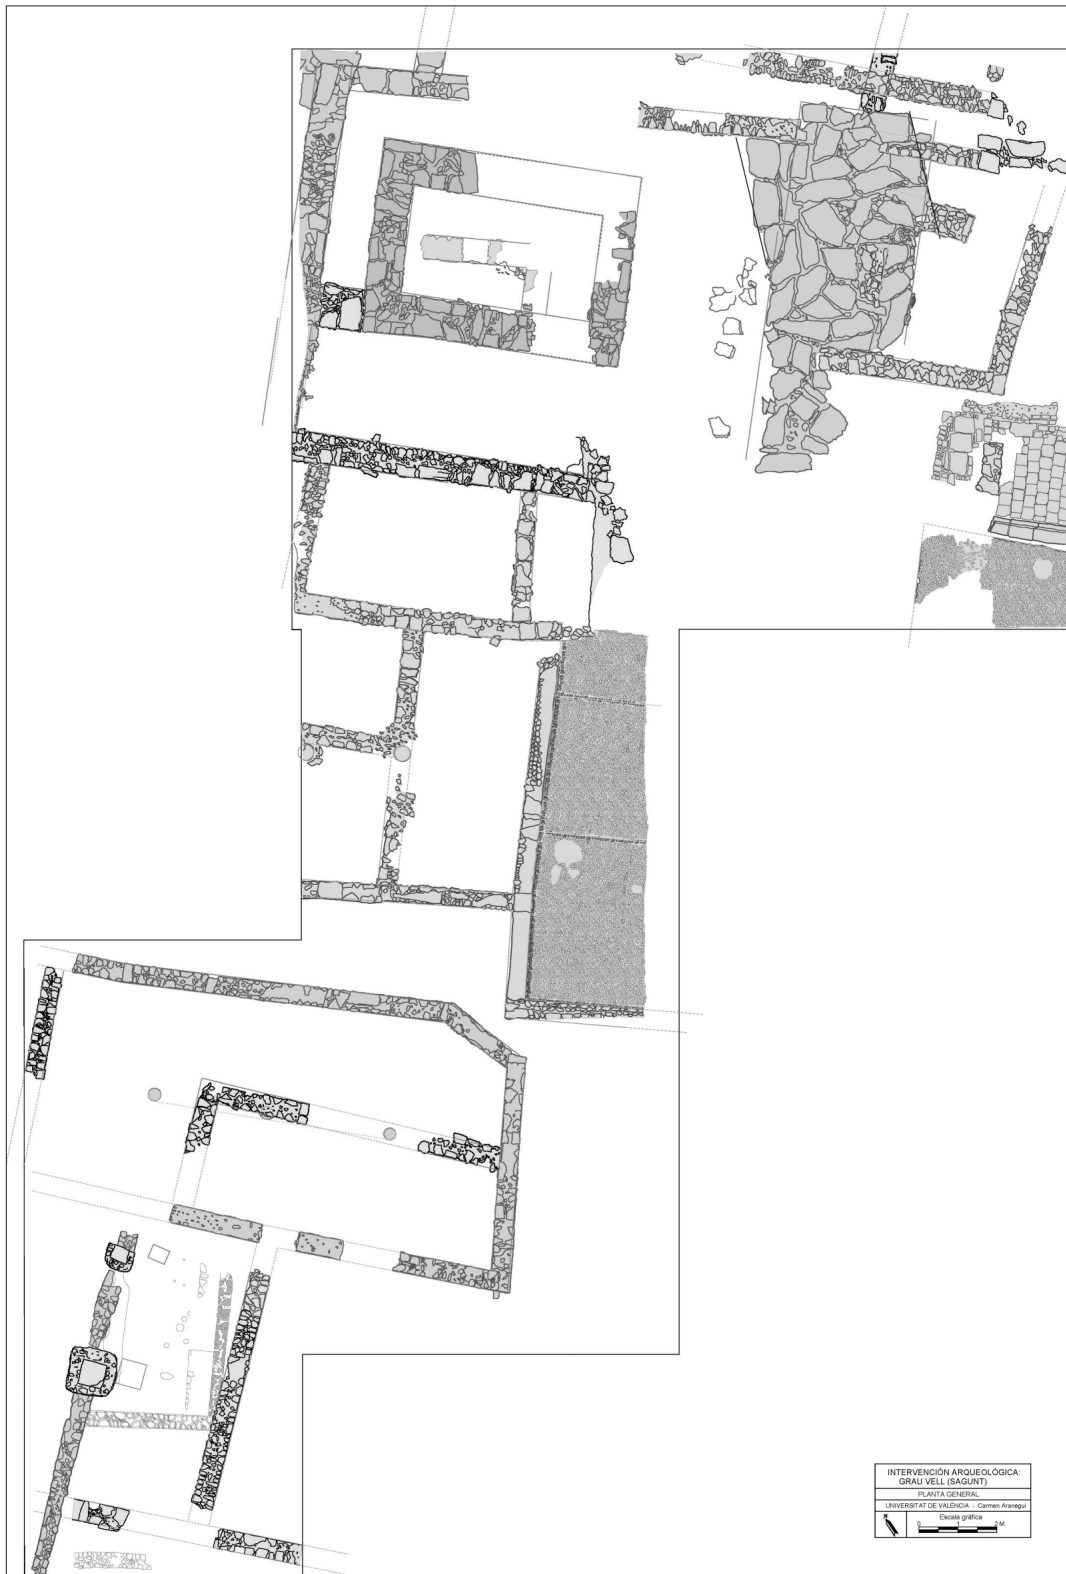 INTERVENCIÓN ARQUEOLÓGICA:
GRAU VELL (SAGUNT)
PLANTA GENERAL
UNIVERSITAT DE VALÈNCIA - Carmen Aranegui
N
Escala gráfica
0 1 2 M.